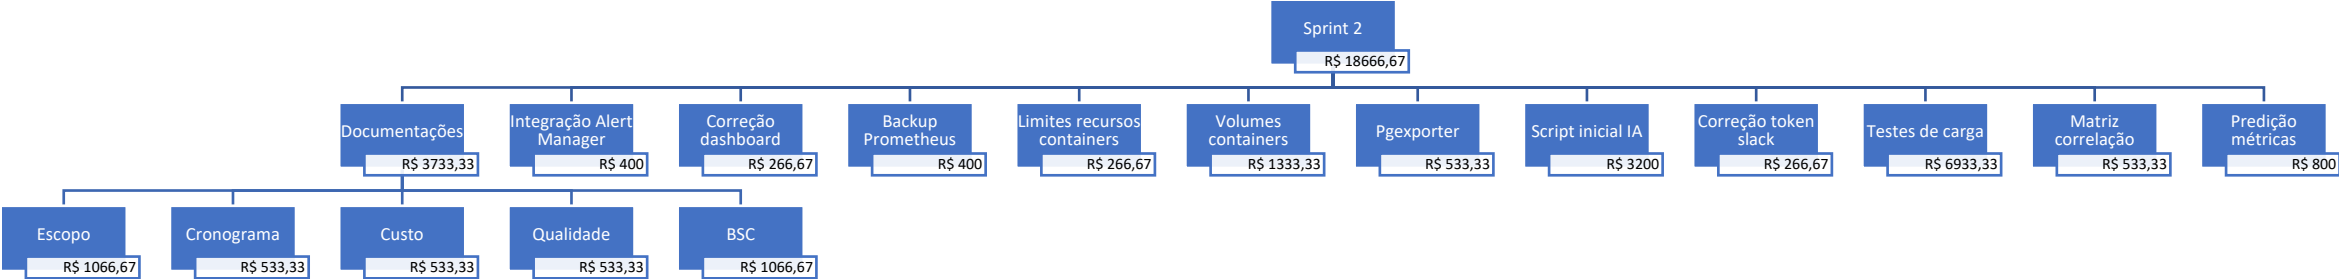 Sprint 2
R$ 18666,67
Documentações
R$ 3733,33
Integração Alert
Manager
R$ 400
Correção
dashboard
R$ 266,67
Backup
Prometheus
R$ 400
Limites recursos
containers
R$ 266,67
Volumes
containers
R$ 1333,33
Pgexporter
R$ 533,33
Script inicial IA
R$ 3200
Correção token
slack
R$ 266,67
Testes de carga
R$ 6933,33
Matriz
correlação
R$ 533,33
Predição
métricas
R$ 800
Escopo
R$ 1066,67
Cronograma
R$ 533,33
Custo
R$ 533,33
Qualidade
R$ 533,33
BSC
R$ 1066,67